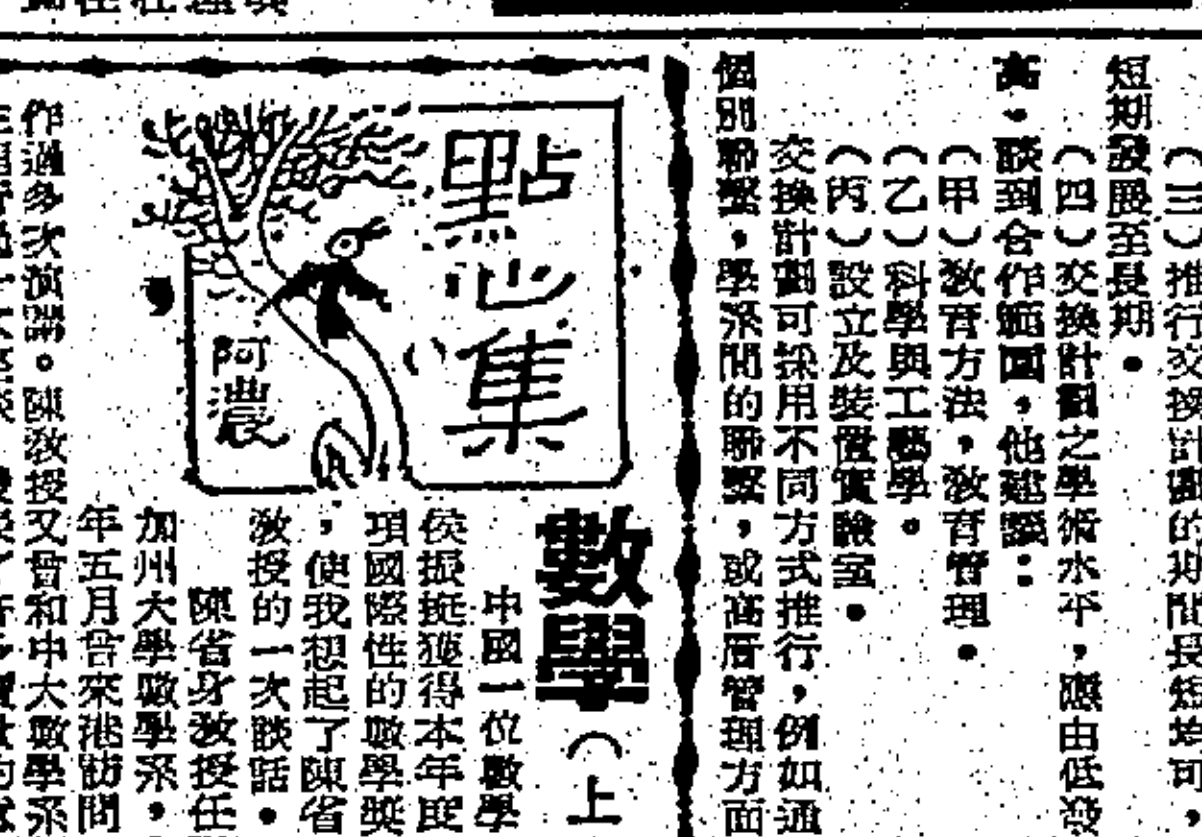 （三）推行交換計劃的期間長短均可，
短期發展至長期。
（四）交換計劃之學術水平，應由低發
高。談到合作範圍，他建議：
（甲）教育方法，教育管理。
（乙）科學與工藝學。
（丙）設立及裝置實驗室。
交換計劃可採用不同方式推行，例如通
個別聯繫，學系間的聯繫，或高層管理方面
點心集
阿濃
數學（上
中國一位數學
侯振挺獲得本年度
項國際性的數學獎
，使我想起了陳省
教授的一次談話。
陳省身教授任
加州大學數學系，
年五月曾來港訪問
作過多次演講。陳教授又曾和中大數學系